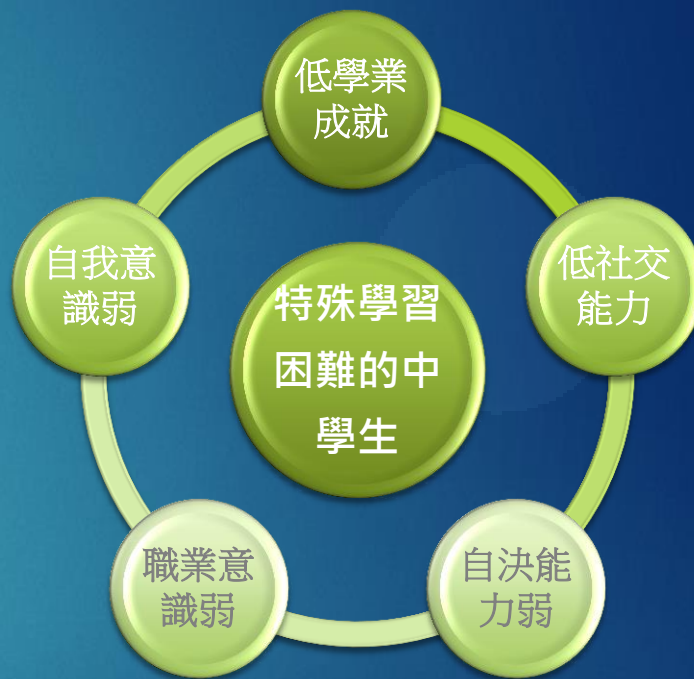 低學業
成就
自我意
識弱
低社交
能力
特殊學習
困難的中
學生
職業意
識弱
自決能
力弱